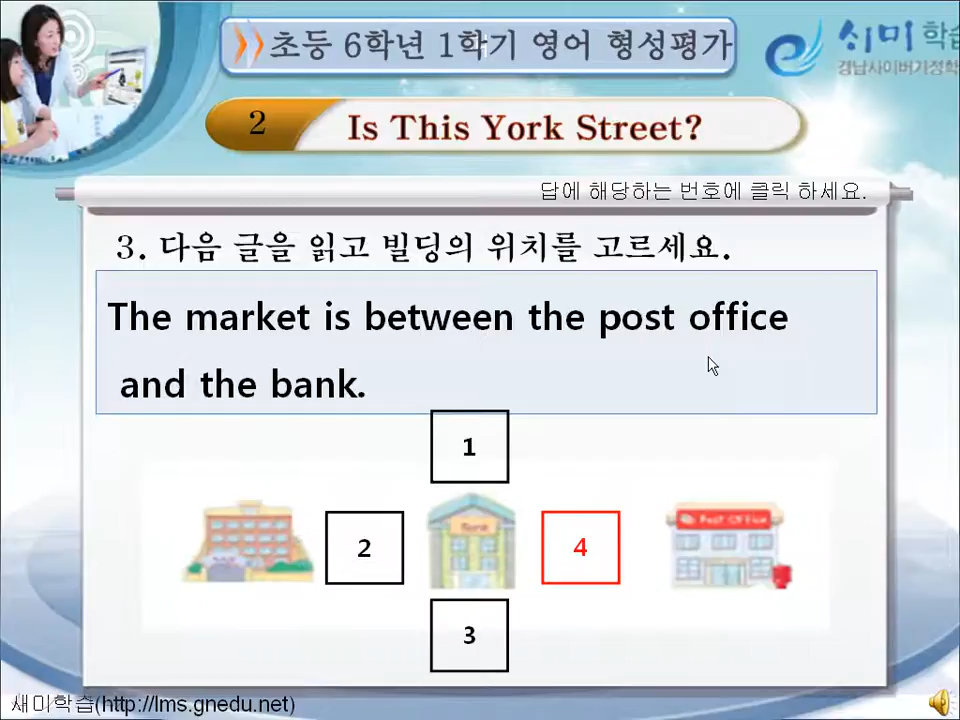 초등 6학년 1학기 영어 형성평가
새미학습
경남사이버가정학
2
Is This York Street?
답에 해당하는 번호에 클릭 하세요.
3. 다음 글을 읽고 빌딩의 위치를 고르세요.
The market is between the post office
and the bank.
1
2
Bank
4
Post Office
3
새미학습(http://lms.gnedu.net)